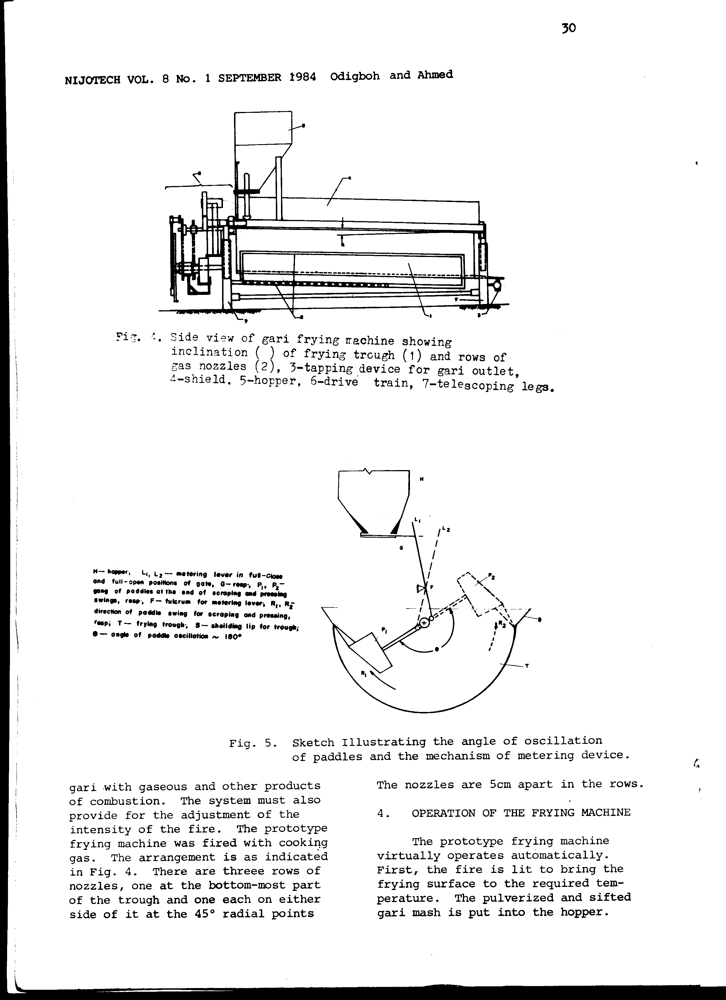 30
NIJOTECH VOL. 8 No. 1 SEPTEMBER 1984 Odigboh and Ahmed
5
6
4
7
7
2
1
3
Fig. 4. Side view of gari frying machine showing
inclination ( ) of frying trough (1) and rows of
gas nozzles (2), 3-tapping device for gari outlet,
4-shield, 5-hopper, 6-drive train, 7-telescoping legs.
H
L1
L2
G
P2
F
S
R2
P1
θ
T
R1
H— hopper; L1, L2 — metering lever in full-close
and full-open positions of gate, G—resp; P1, P2—
gang of paddles at the end of scraping and pressing
swings, resp; F— fulcrum for metering lever; R1, R2—
direction of paddle swing for scraping and pressing,
resp; T— frying trough; S— sheilding lip for trough;
θ— angle of paddle oscillation ~ 180°
Fig. 5. Sketch Illustrating the angle of oscillation
of paddles and the mechanism of metering device.
gari with gaseous and other products
of combustion. The system must also
provide for the adjustment of the
intensity of the fire. The prototype
frying machine was fired with cooking
gas. The arrangement is as indicated
in Fig. 4. There are threee rows of
nozzles, one at the bottom-most part
of the trough and one each on either
side of it at the 45° radial points
The nozzles are 5cm apart in the rows.
4. OPERATION OF THE FRYING MACHINE
The prototype frying machine
virtually operates automatically.
First, the fire is lit to bring the
frying surface to the required tem-
perature. The pulverized and sifted
gari mash is put into the hopper.